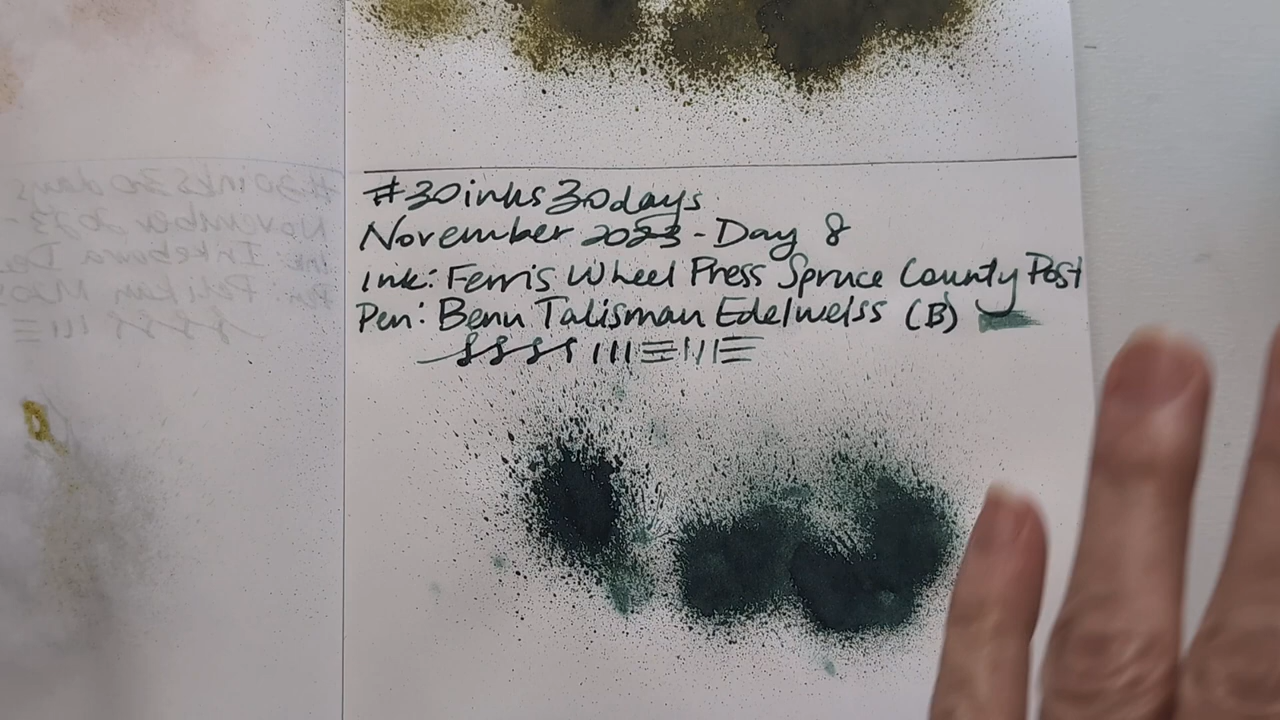 #30inks30days
November 2023 - Day 8
Ink: Ferris Wheel Press Spruce County Post
Pen: Benu Talisman Edelweiss (B)